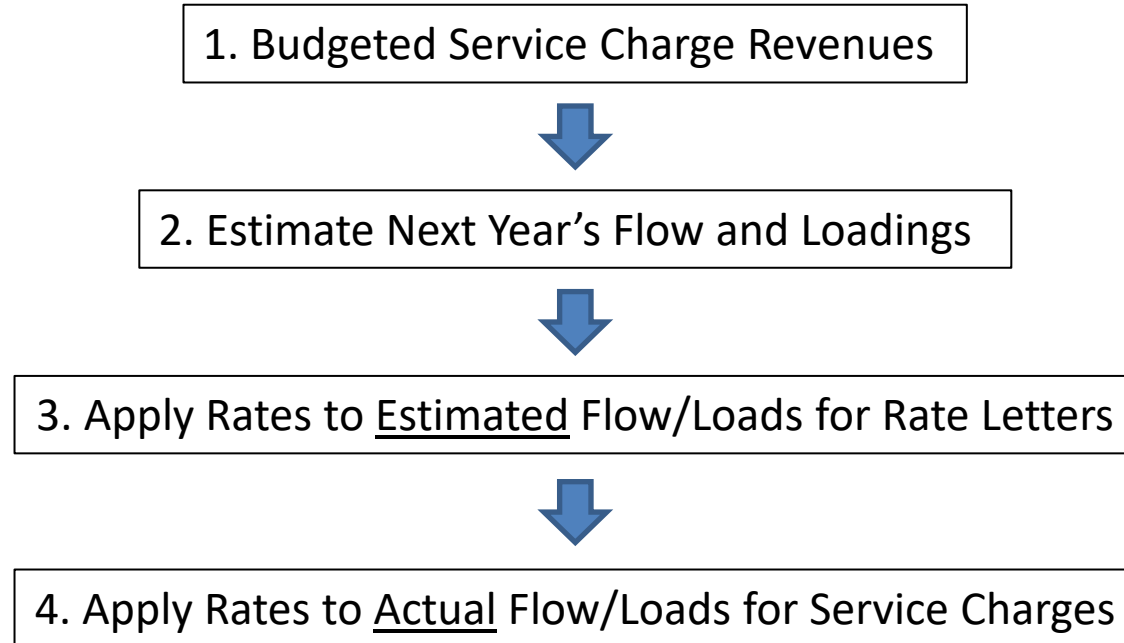 1. Budgeted Service Charge Revenues
2. Estimate Next Year’s Flow and Loadings
3. Apply Rates to Estimated Flow/Loads for Rate Letters
4. Apply Rates to Actual Flow/Loads for Service Charges